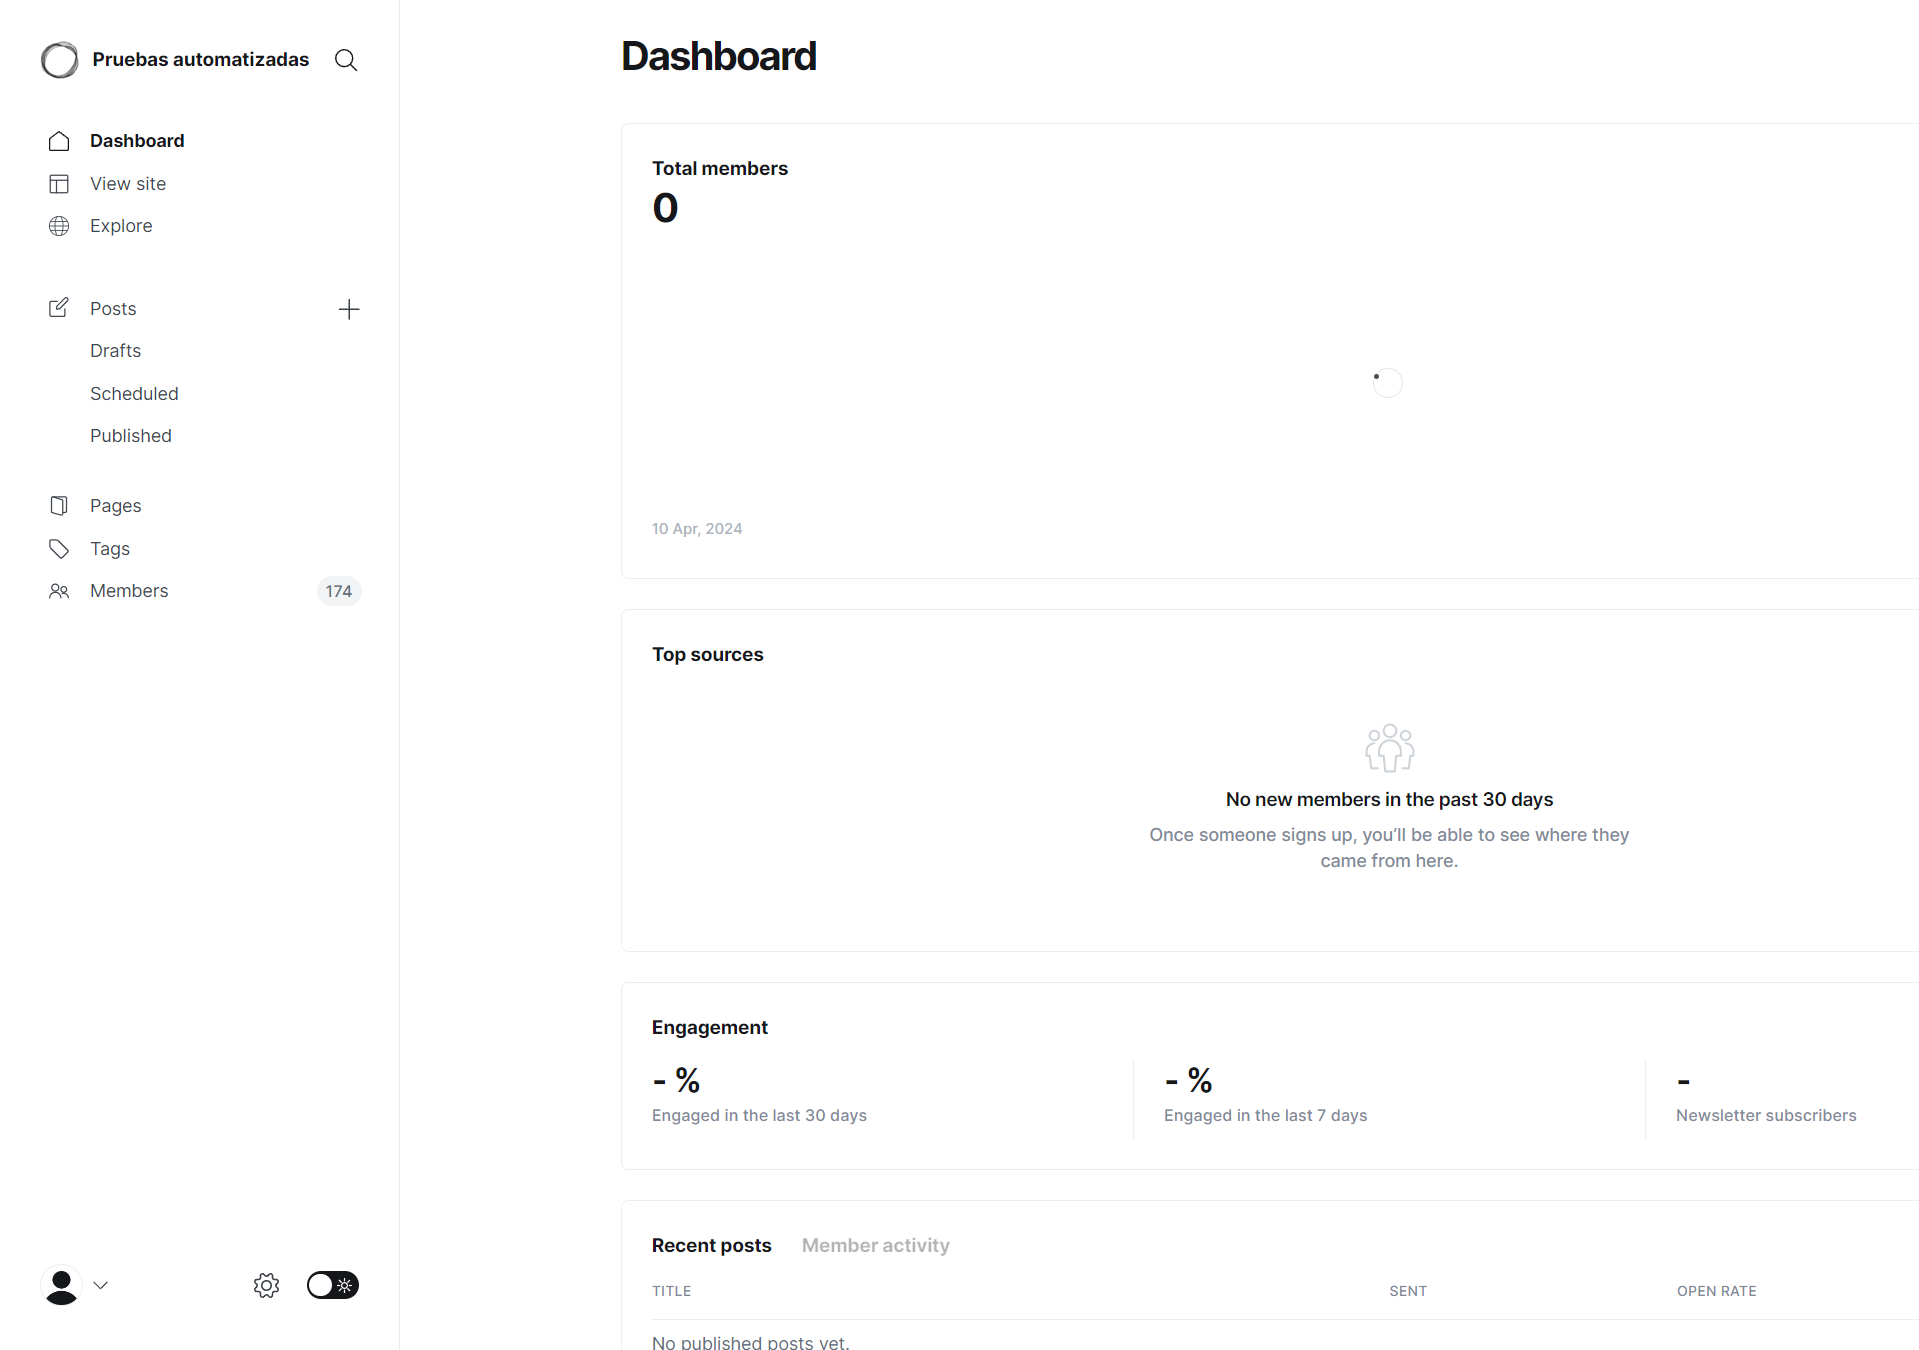 Pruebas automatizadas
Dashboard
View site
Explore
Posts
Drafts
Scheduled
Published
Pages
Tags
Members
174
Dashboard
Total members
0
10 Apr, 2024
Top sources
No new members in the past 30 days
Once someone signs up, you’ll be able to see where they
came from here.
Engagement
- %
Engaged in the last 30 days
- %
Engaged in the last 7 days
-
Newsletter subscribers
Recent posts
Member activity
TITLE
SENT
OPEN RATE
No published posts yet.